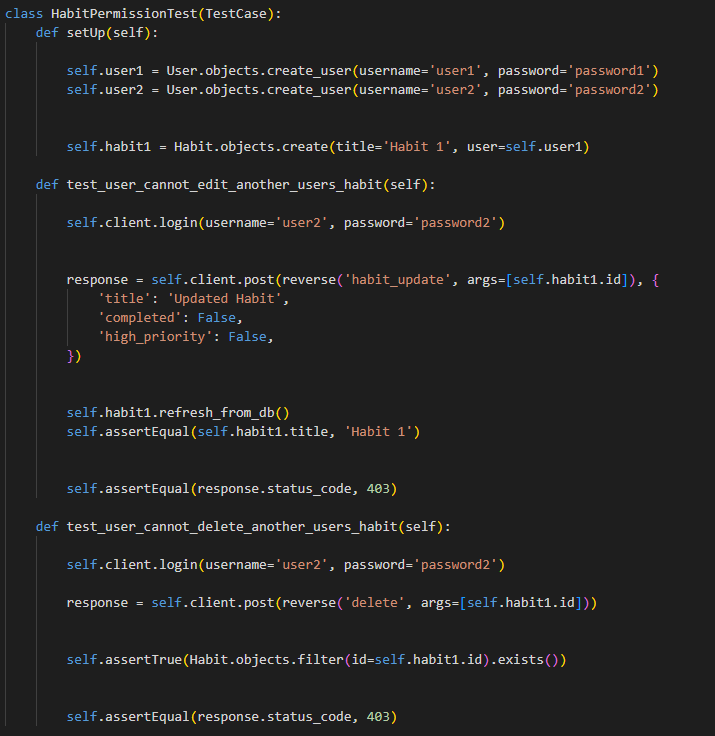 class HabitPermissionTest(TestCase):
    def setUp(self):
        self.user1 = User.objects.create_user(username='user1', password='password1')
        self.user2 = User.objects.create_user(username='user2', password='password2')
        self.habit1 = Habit.objects.create(title='Habit 1', user=self.user1)
    def test_user_cannot_edit_another_users_habit(self):
        self.client.login(username='user2', password='password2')
        response = self.client.post(reverse('habit_update', args=[self.habit1.id]), {
            'title': 'Updated Habit',
            'completed': False,
            'high_priority': False,
        })
        self.habit1.refresh_from_db()
        self.assertEqual(self.habit1.title, 'Habit 1')
        self.assertEqual(response.status_code, 403)
    def test_user_cannot_delete_another_users_habit(self):
        self.client.login(username='user2', password='password2')
        response = self.client.post(reverse('delete', args=[self.habit1.id]))
        self.assertTrue(Habit.objects.filter(id=self.habit1.id).exists())
        self.assertEqual(response.status_code, 403)